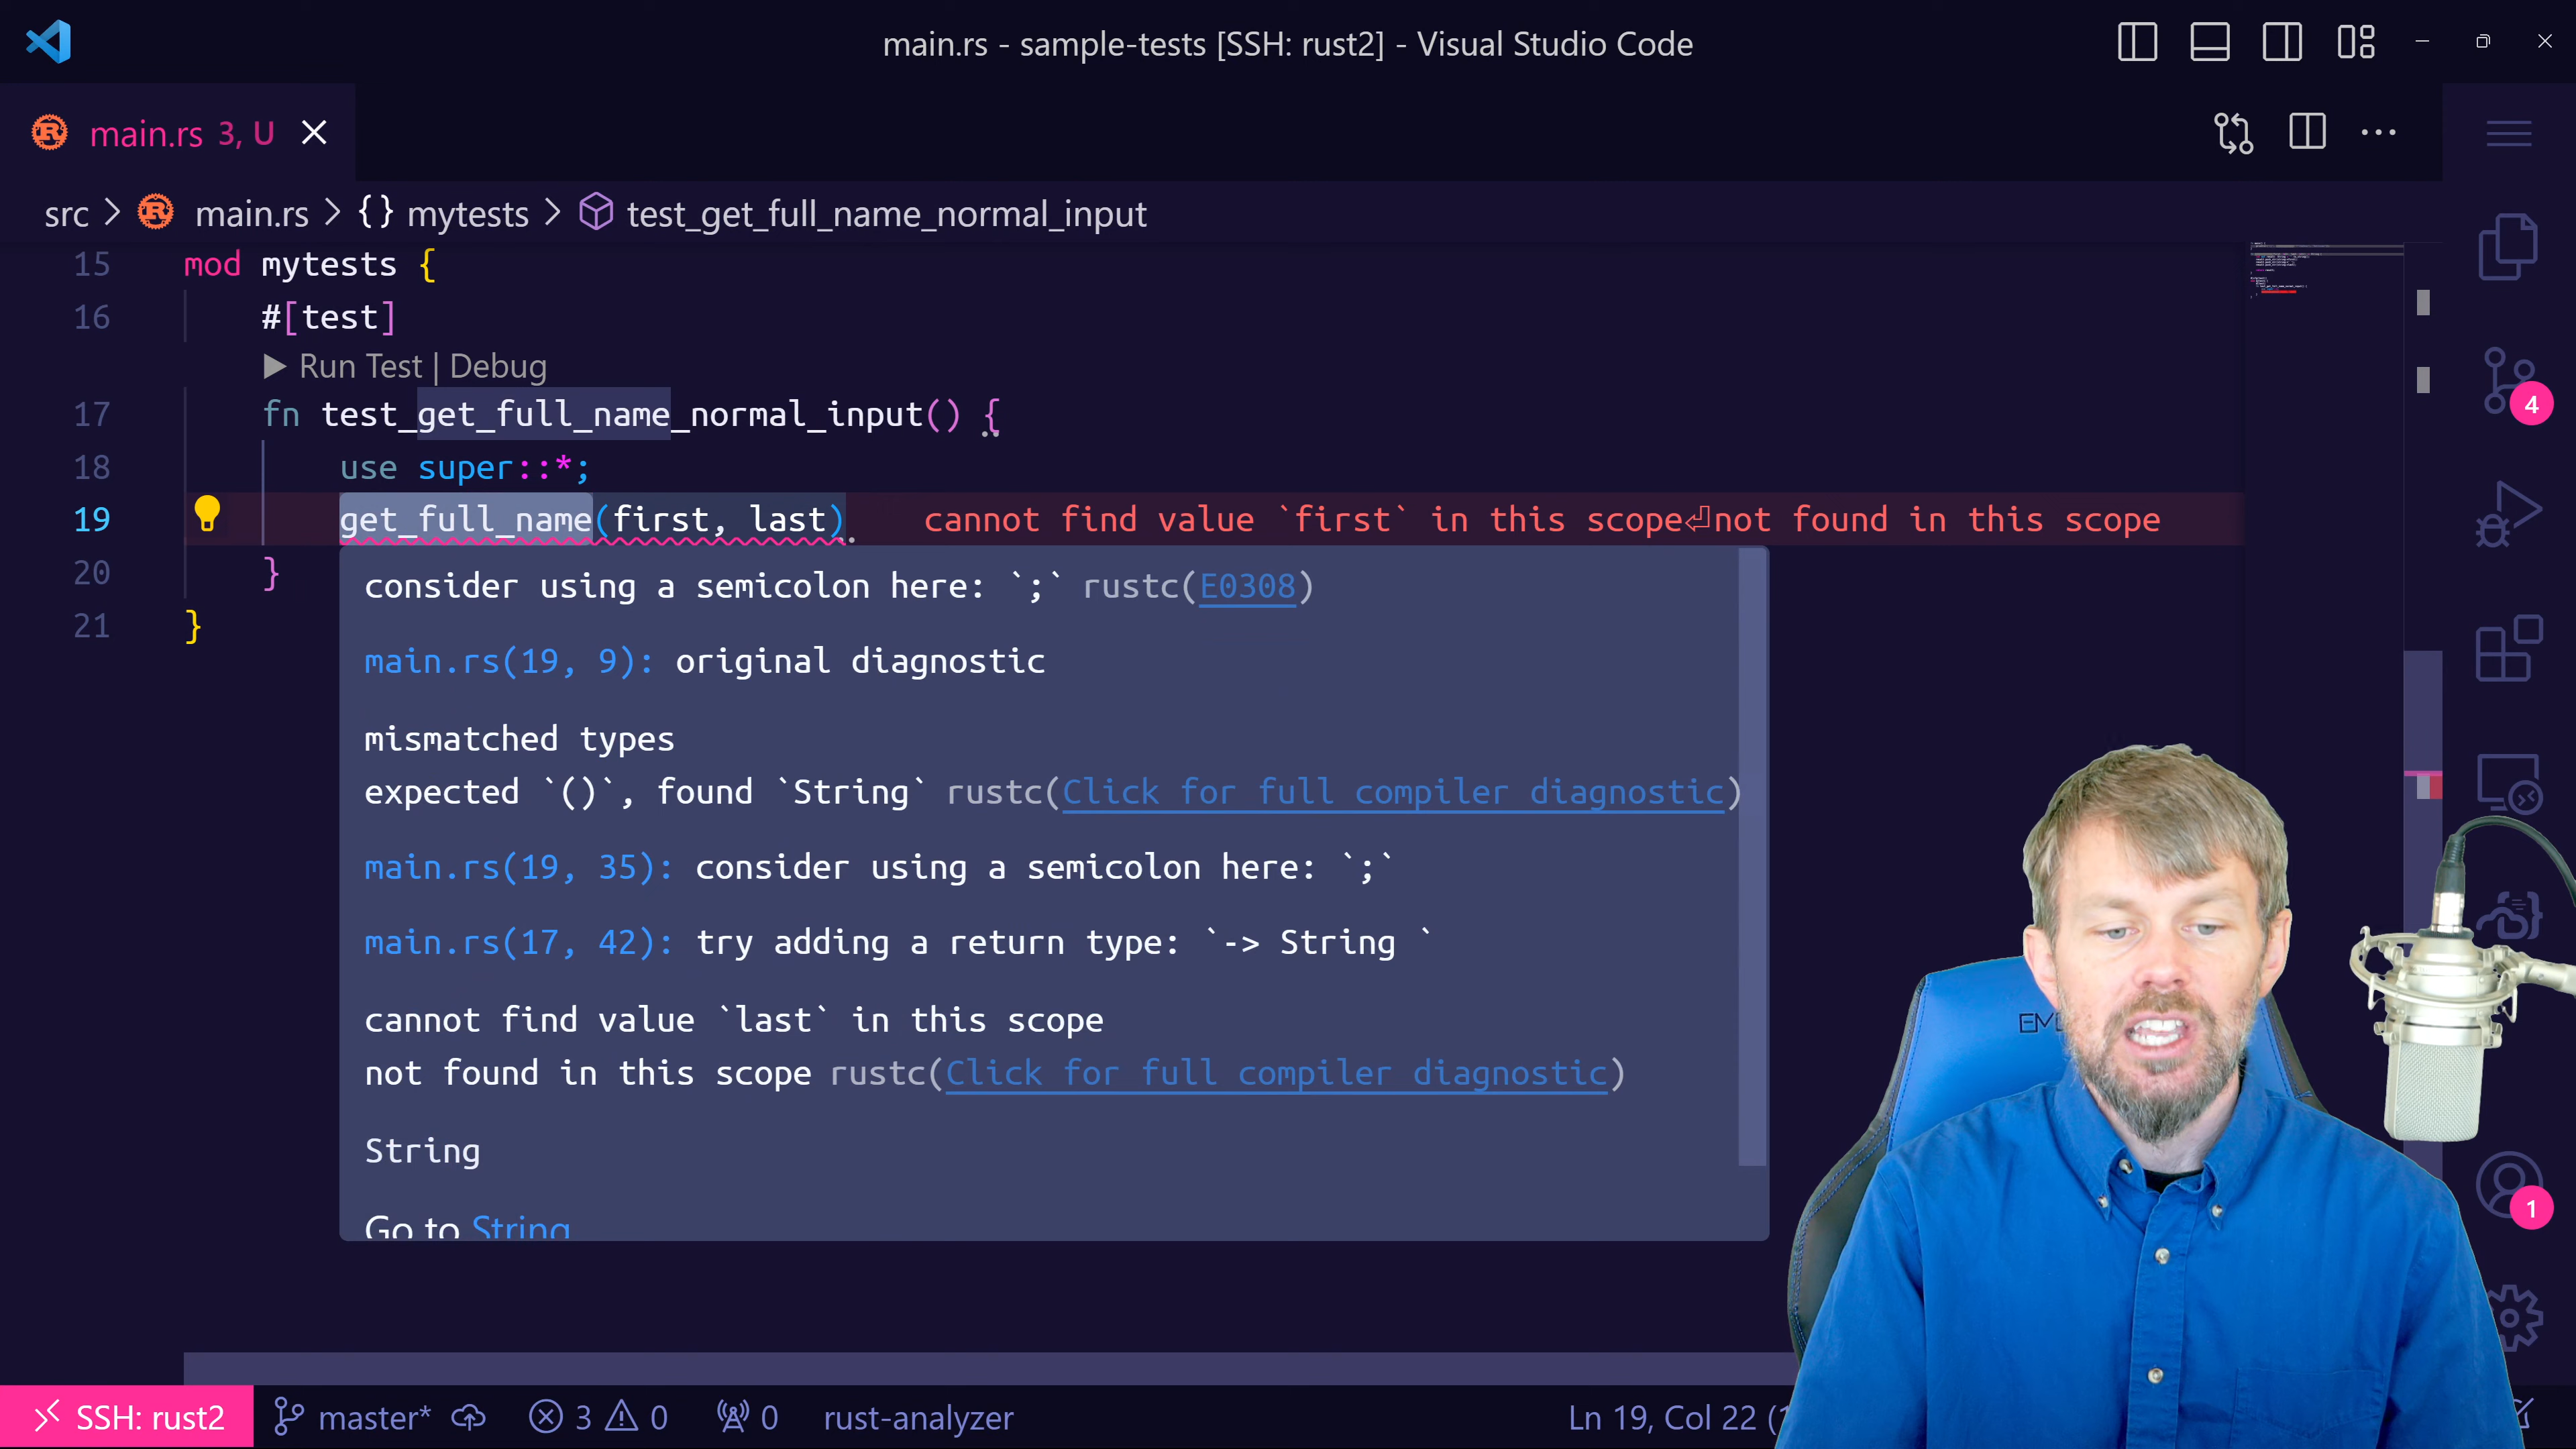 main.rs - sample-tests [SSH: rust2] - Visual Studio Code
main.rs 3, U
src > main.rs > {} mytests > test_get_full_name_normal_input
15 mod mytests {
16 #[test]
Run Test | Debug
17 fn test_get_full_name_normal_input() {
18 use super::*;
19 get_full_name(first, last) cannot find value `first` in this scope⏎not found in this scope
20 }
21 }
consider using a semicolon here: `;` rustc(E0308)
main.rs(19, 9): original diagnostic
mismatched types
expected `()`, found `String` rustc(Click for full compiler diagnostic)
main.rs(19, 35): consider using a semicolon here: `;`
main.rs(17, 42): try adding a return type: `-> String `
cannot find value `last` in this scope
not found in this scope rustc(Click for full compiler diagnostic)
String
Go to String
4
1
SSH: rust2 master* 3 0 0 rust-analyzer Ln 19, Col 22